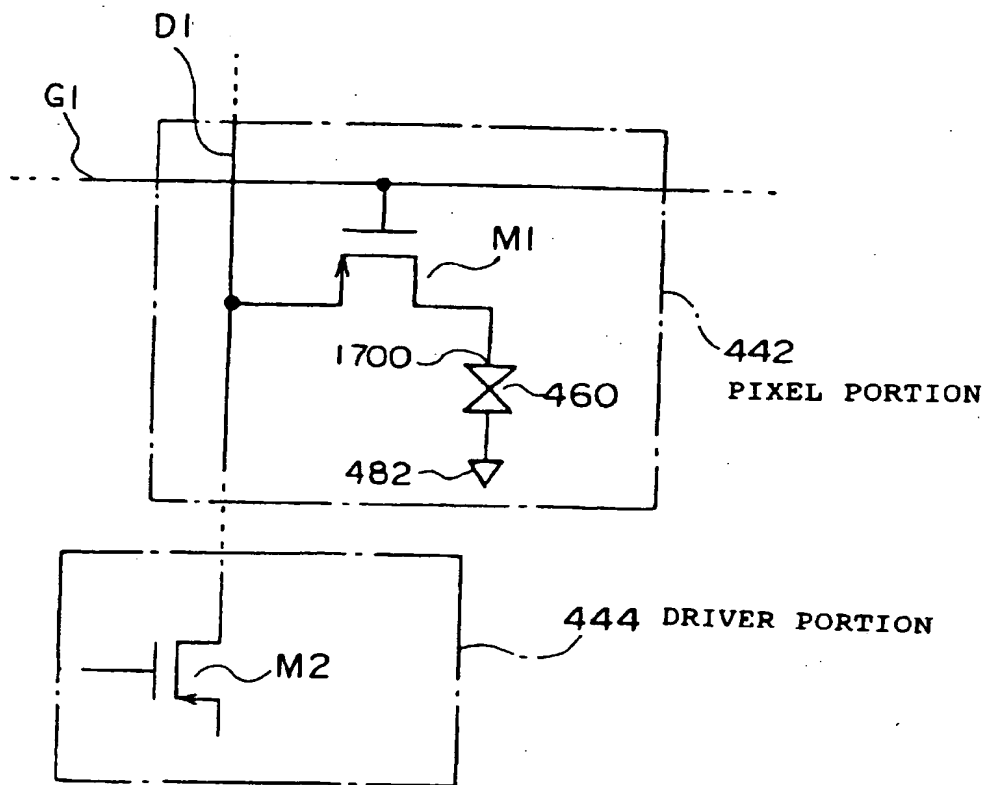 D1
G1
M1
1700
460
442
PIXEL PORTION
482
444 DRIVER PORTION
M2